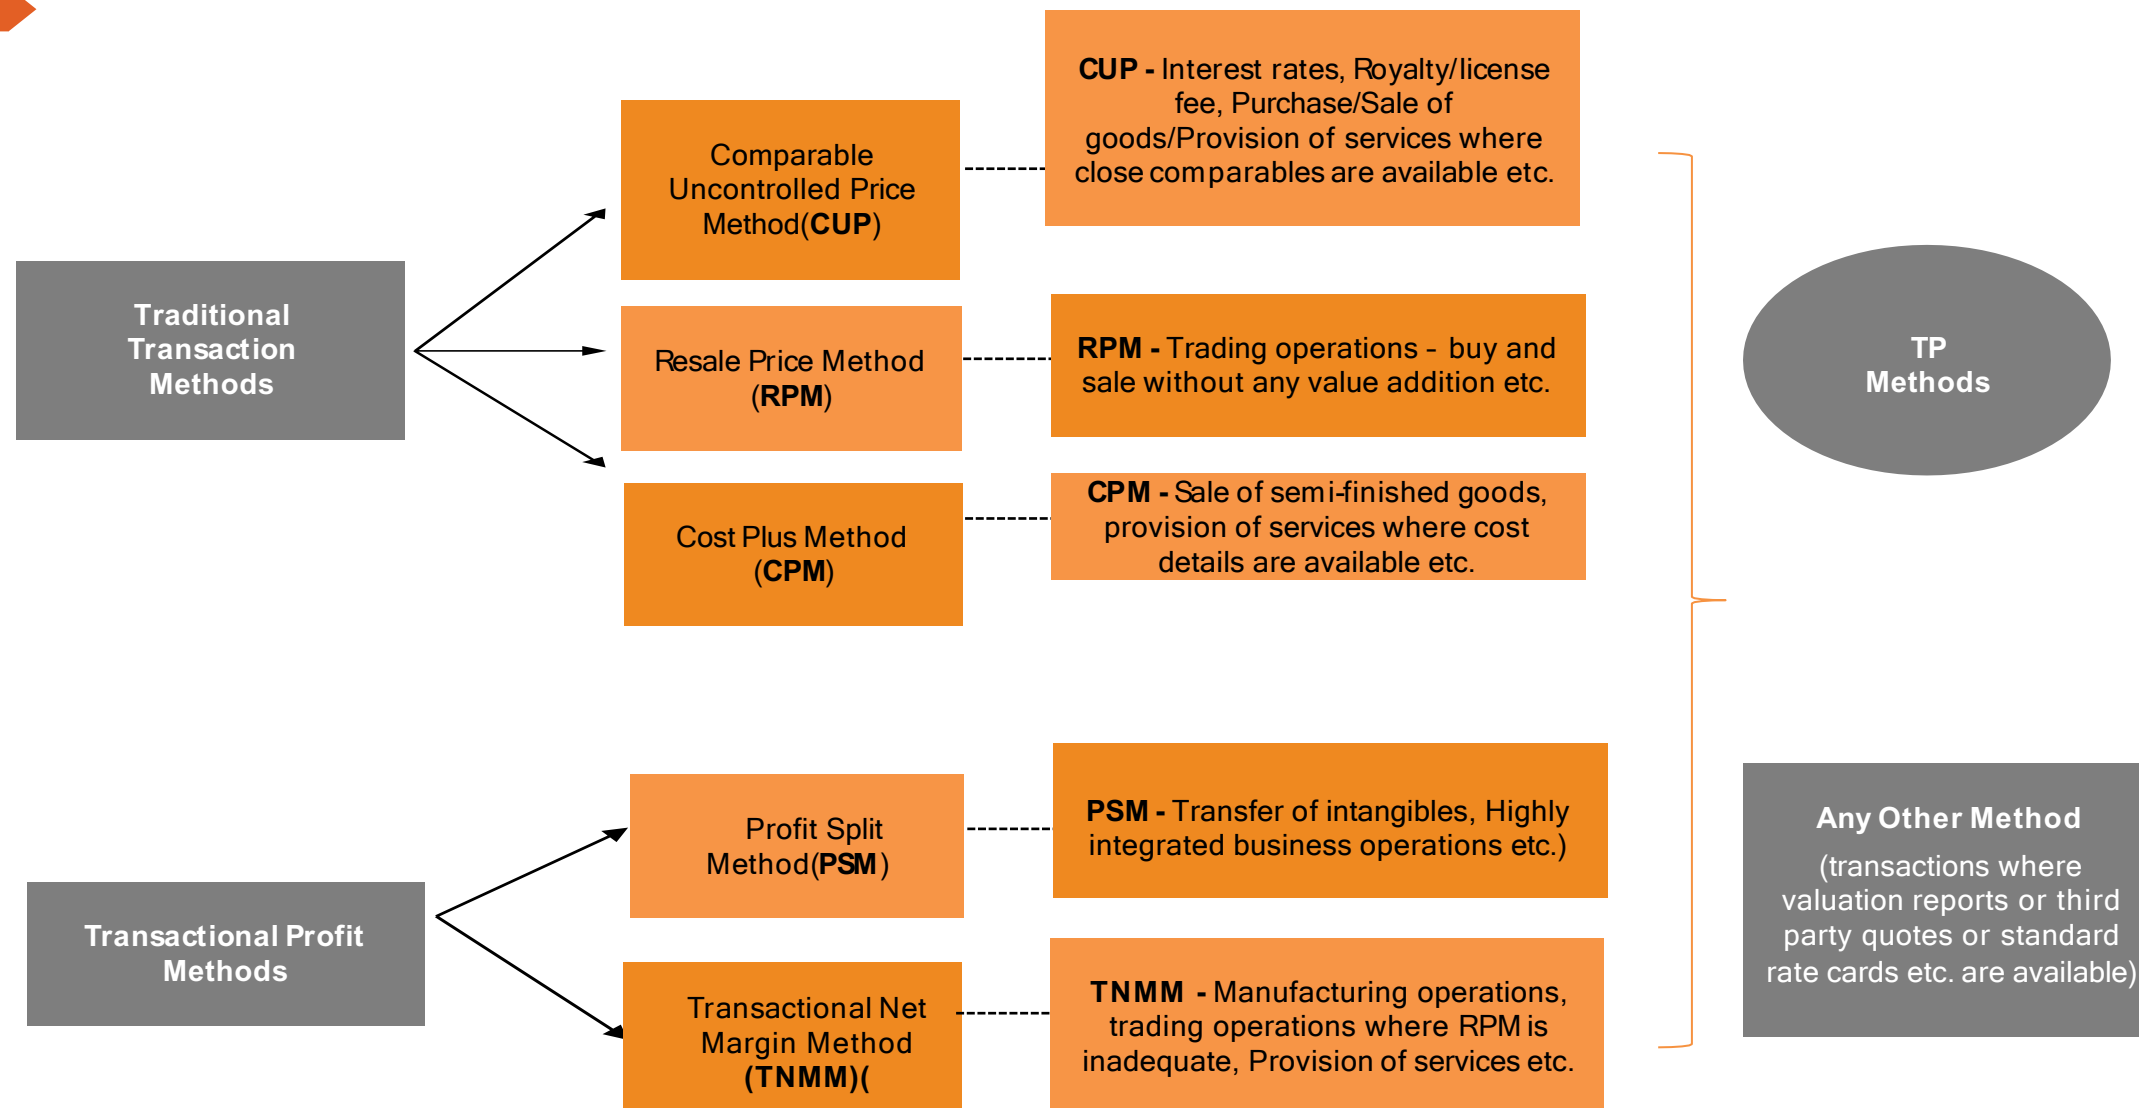 Traditional
Transaction
Methods
Comparable
Uncontrolled Price
Method(CUP)
CUP - Interest rates, Royalty/license
fee, Purchase/Sale of
goods/Provision of services where
close comparables are available etc.
Resale Price Method
(RPM)
RPM - Trading operations - buy and
sale without any value addition etc.
Cost Plus Method
(CPM)
CPM - Sale of semi-finished goods,
provision of services where cost
details are available etc.
TP
Methods
Transactional Profit
Methods
Profit Split
Method(PSM)
PSM - Transfer of intangibles, Highly
integrated business operations etc.)
Transactional Net
Margin Method
(TNMM)(
TNMM - Manufacturing operations,
trading operations where RPM is
inadequate, Provision of services etc.
Any Other Method
(transactions where
valuation reports or third
party quotes or standard
rate cards etc. are available)